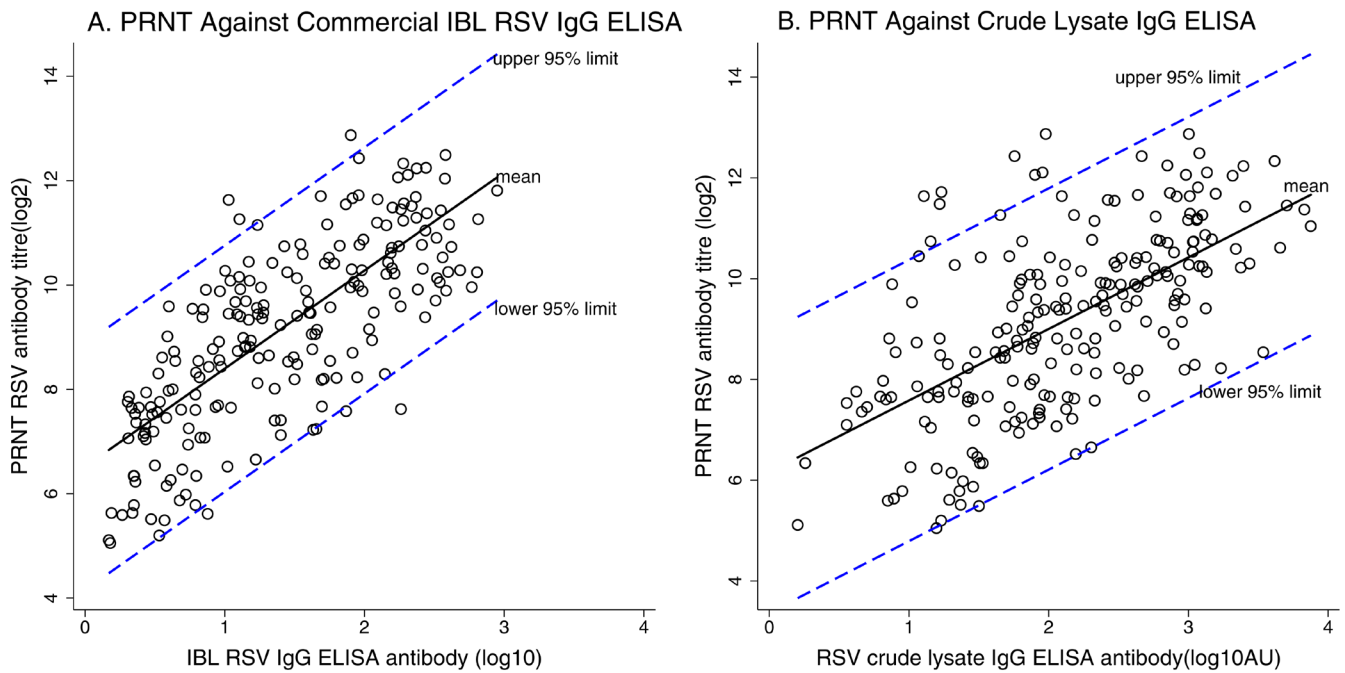 A. PRNT Against Commercial IBL RSV IgG ELISA
PRNT RSV antibody titre(log2)
14
12
10
8
6
4
upper 95% limit
mean
lower 95% limit
0 1 2 3 4
IBL RSV IgG ELISA antibody (log10)
B. PRNT Against Crude Lysate IgG ELISA
PRNT RSV antibody titre (log2)
14
12
10
8
6
4
upper 95% limit
mean
lower 95% limit
0 1 2 3 4
RSV crude lysate IgG ELISA antibody(log10AU)